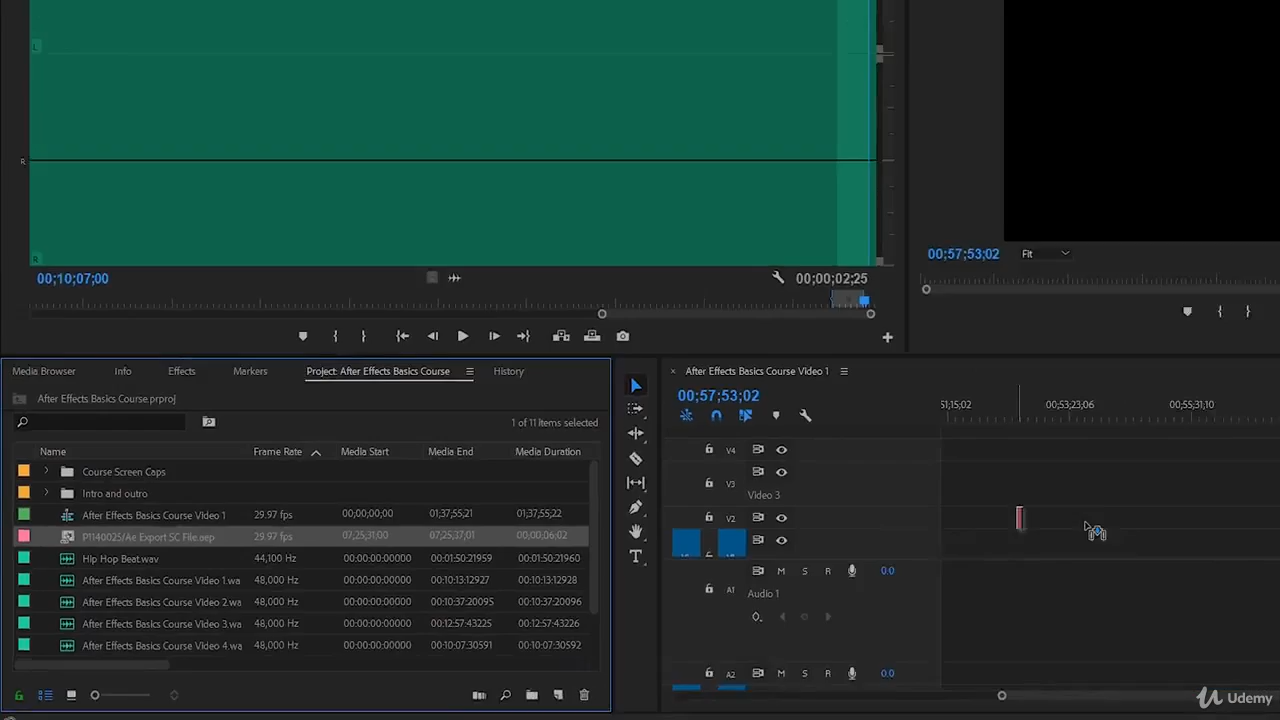 L
R
R
00;10;07;00
00;00;02;25
00;57;53;02
Fit
Media Browser Info Effects Markers Project: After Effects Basics Course History
After Effects Basics Course.prproj
1 of 11 Items selected
Name Frame Rate Media Start Media End Media Duration
Course Screen Caps
Intro and outro
After Effects Basics Course Video 1 29.97 fps 00;00;00;00 01;37;55;21 01;37;55;22
P1140025/Ae Export SC File.aep 29.97 fps 07;25;31;00 07;25;37;01 00;00;06;02
Hip Hop Beat.wav 44,100 Hz 00:00:00:00000 00:01:50:21959 00:01:50:21960
After Effects Basics Course Video 1.wa 48,000 Hz 00:00:00:00000 00:10:13:12927 00:10:13:12928
After Effects Basics Course Video 2.wa 48,000 Hz 00:00:00:00000 00:10:37:20095 00:10:37:20096
After Effects Basics Course Video 3.wa 48,000 Hz 00:00:00:00000 00:12:57:43225 00:12:57:43226
After Effects Basics Course Video 4.wa 48,000 Hz 00:00:00:00000 00:10:07:30591 00:10:07:30592
× After Effects Basics Course Video 1
00;57;53;02
51;15;02 00;53;23;06 00;55;31;10
V4
V3
Video 3
V2
A1 M S R 0.0
Audio 1
A2 M S R 0.0
T
Udemy